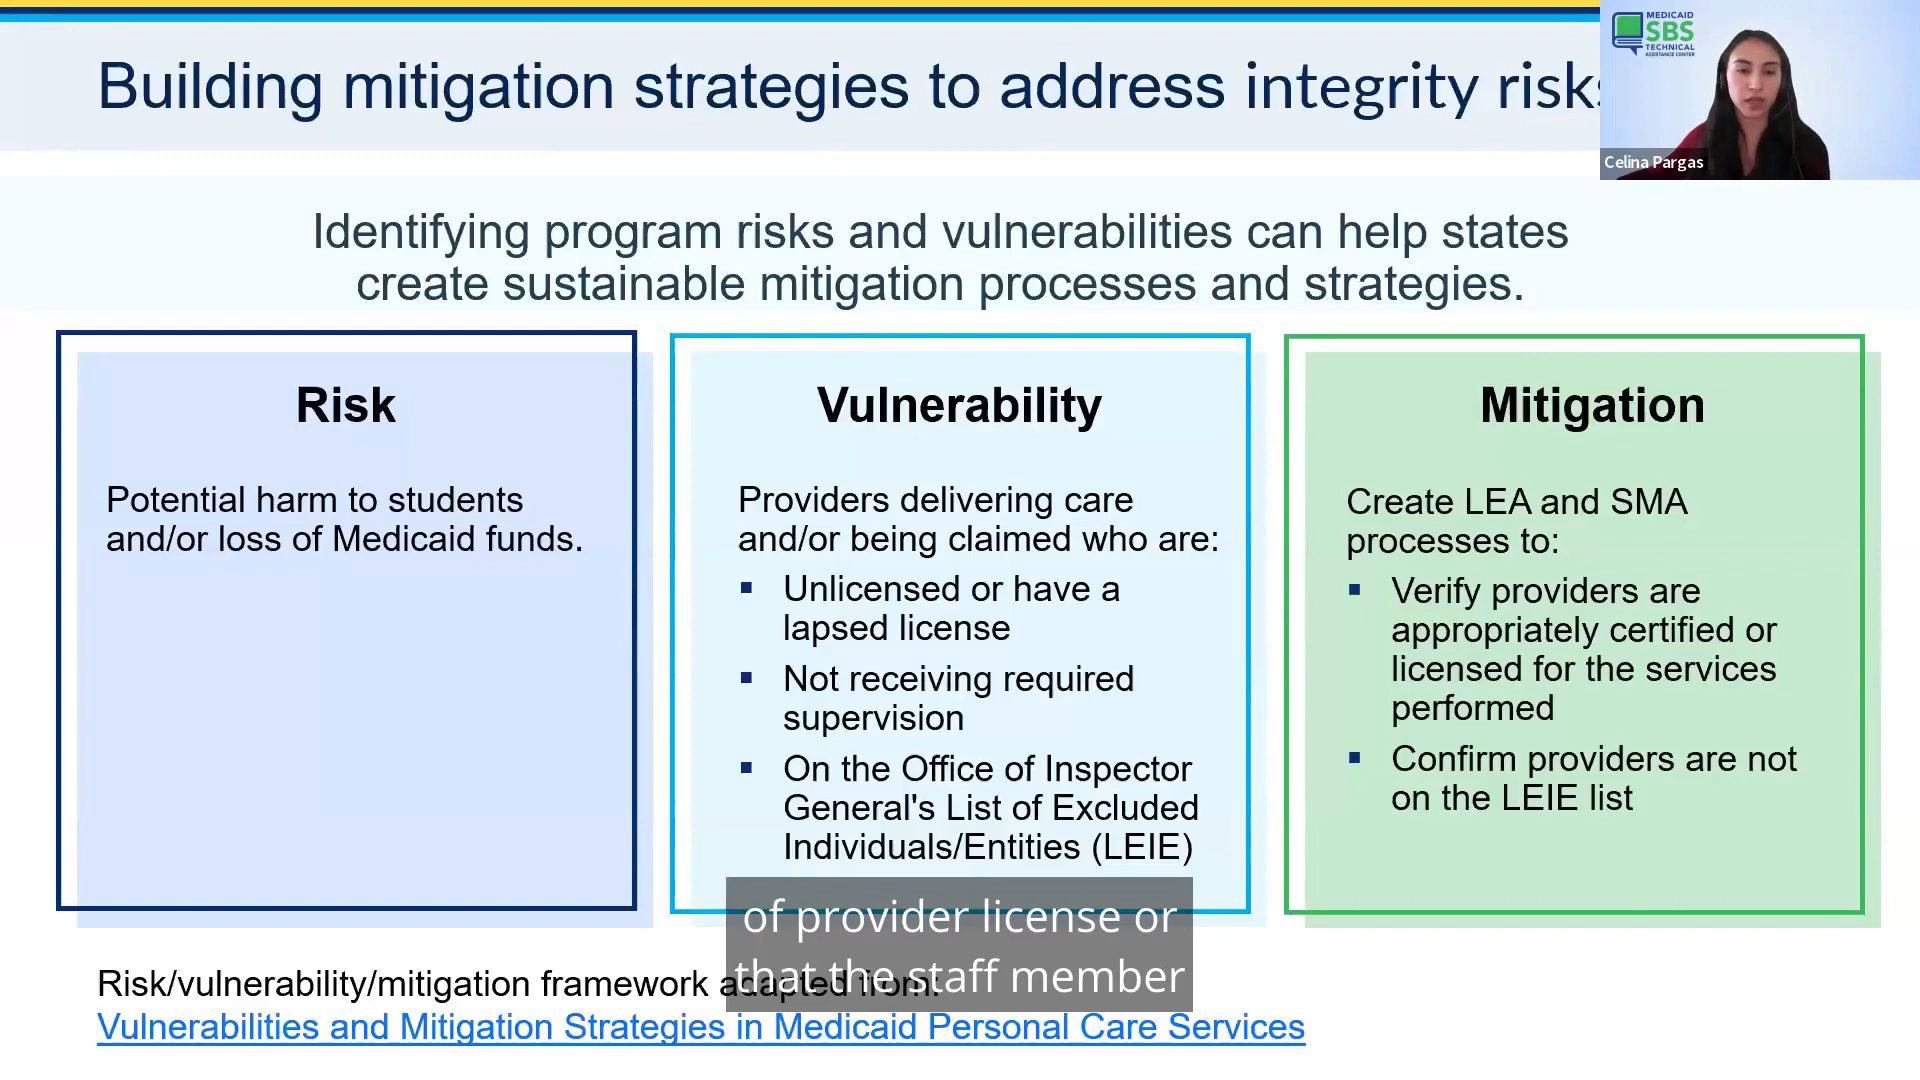 Building mitigation strategies to address integrity risks
MEDICAID
SBS
TECHNICAL
ASSISTANCE CENTER
Celina Pargas
Identifying program risks and vulnerabilities can help states
create sustainable mitigation processes and strategies.
Risk
Potential harm to students
and/or loss of Medicaid funds.
Vulnerability
Providers delivering care
and/or being claimed who are:
▪ Unlicensed or have a
lapsed license
▪ Not receiving required
supervision
▪ On the Office of Inspector
General's List of Excluded
Individuals/Entities (LEIE)
Mitigation
Create LEA and SMA
processes to:
▪ Verify providers are
appropriately certified or
licensed for the services
performed
▪ Confirm providers are not
on the LEIE list
of provider license or
that the staff member
Risk/vulnerability/mitigation framework adapted from:
Vulnerabilities and Mitigation Strategies in Medicaid Personal Care Services